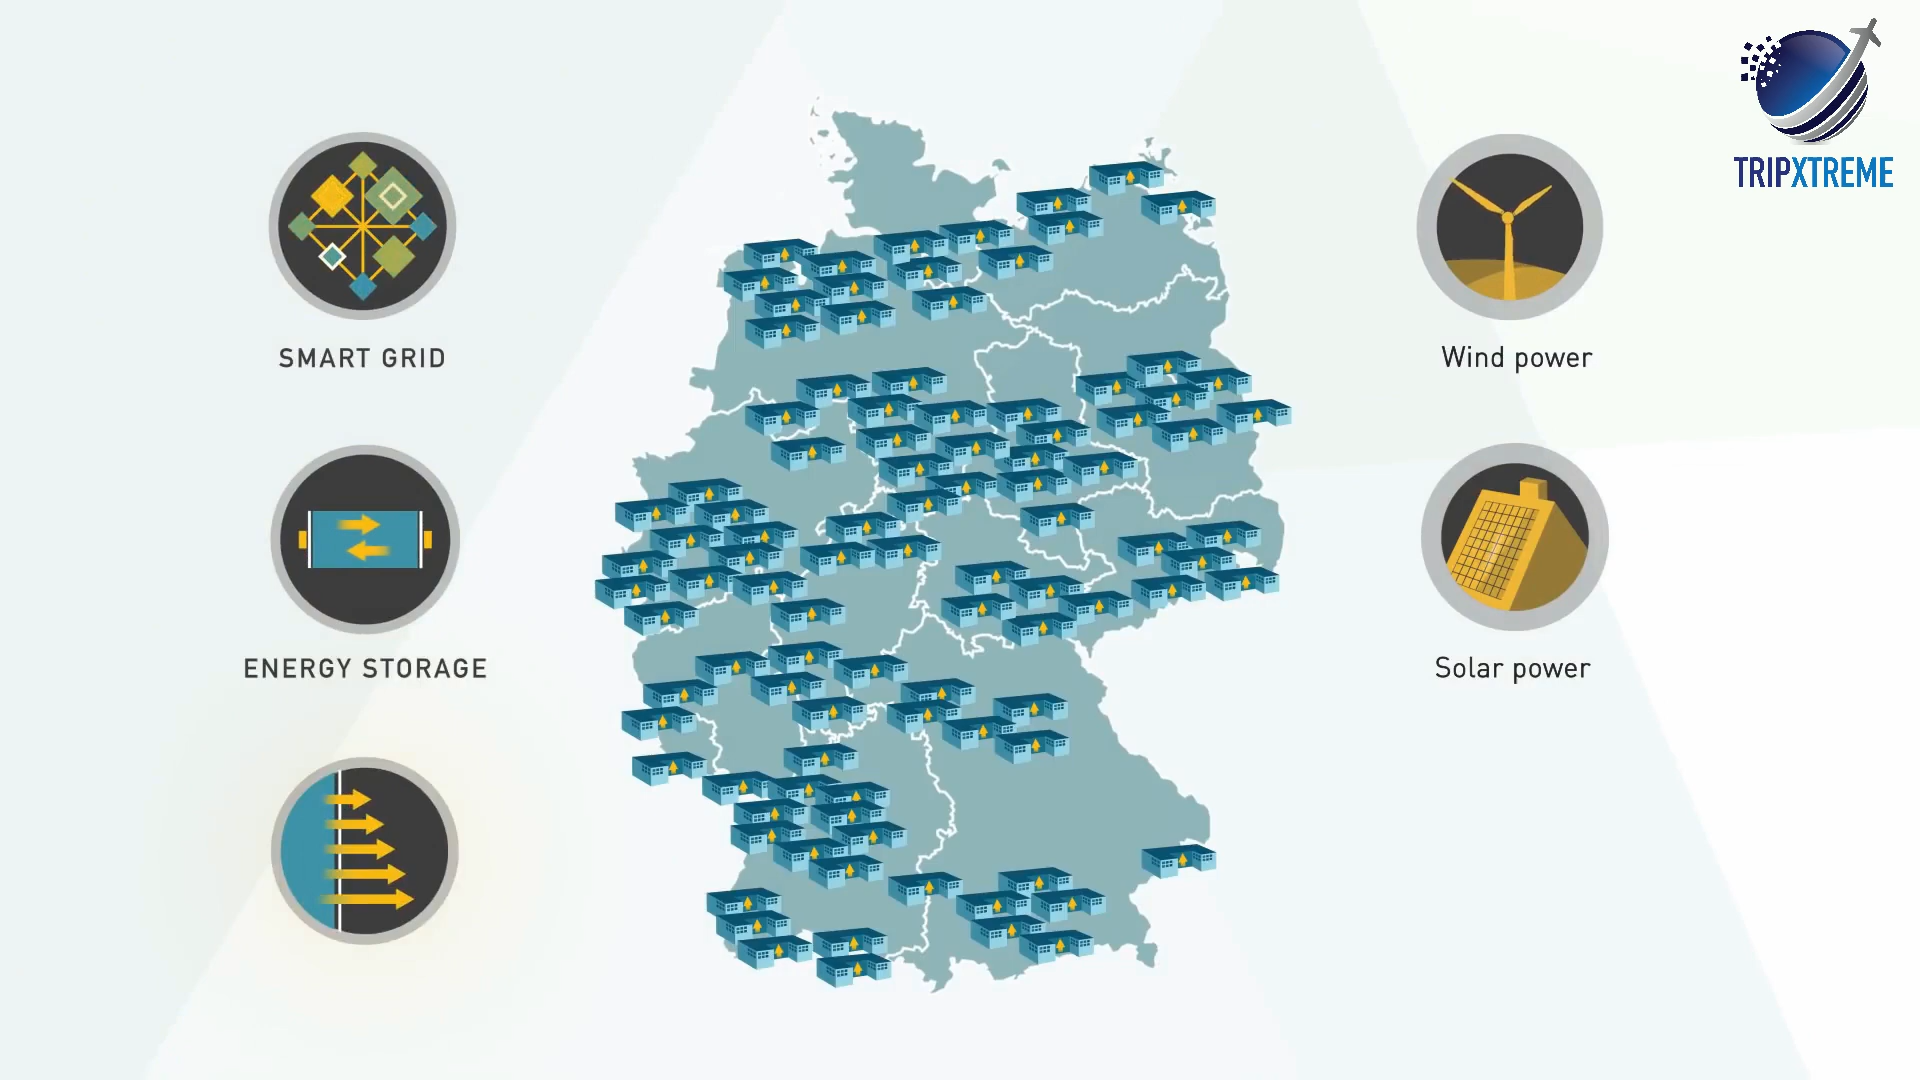 TRIPXTREME
SMART GRID
Wind power
ENERGY STORAGE
Solar power